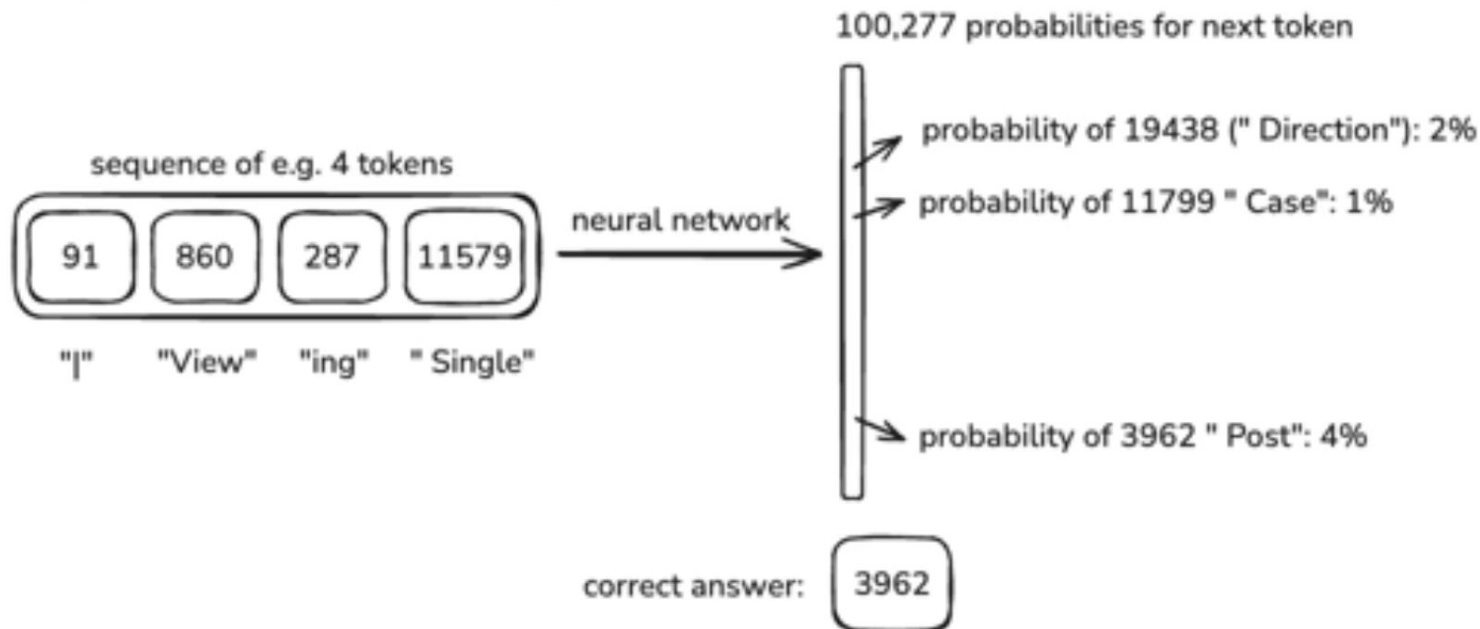 100,277 probabilities for next token
probability of 19438 (" Direction"): 2%
sequence of e.g. 4 tokens
probability of 11799 " Case": 1%
neural network
91 860 287 11579
"|" "View" "ing" " Single"
probability of 3962 " Post": 4%
correct answer: 3962